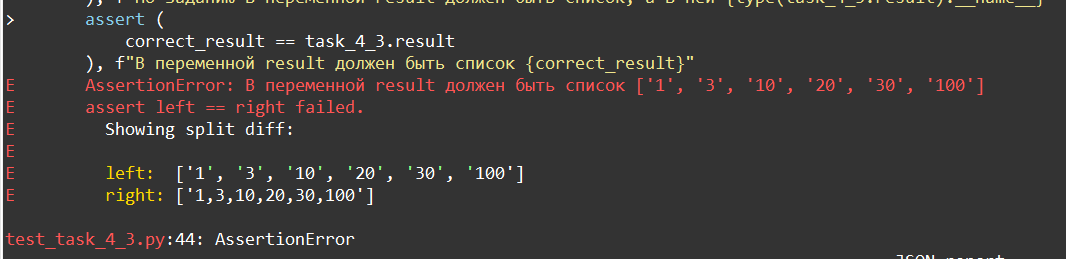 ), f"По заданию в переменной result должен быть список, а в ней {type(task_4_3.result).__name__}"
> assert (
correct_result == task_4_3.result
), f"В переменной result должен быть список {correct_result}"
E AssertionError: В переменной result должен быть список ['1', '3', '10', '20', '30', '100']
E assert left == right failed.
E Showing split diff:
E
E left: ['1', '3', '10', '20', '30', '100']
E right: ['1,3,10,20,30,100']
test_task_4_3.py:44: AssertionError
JSON report